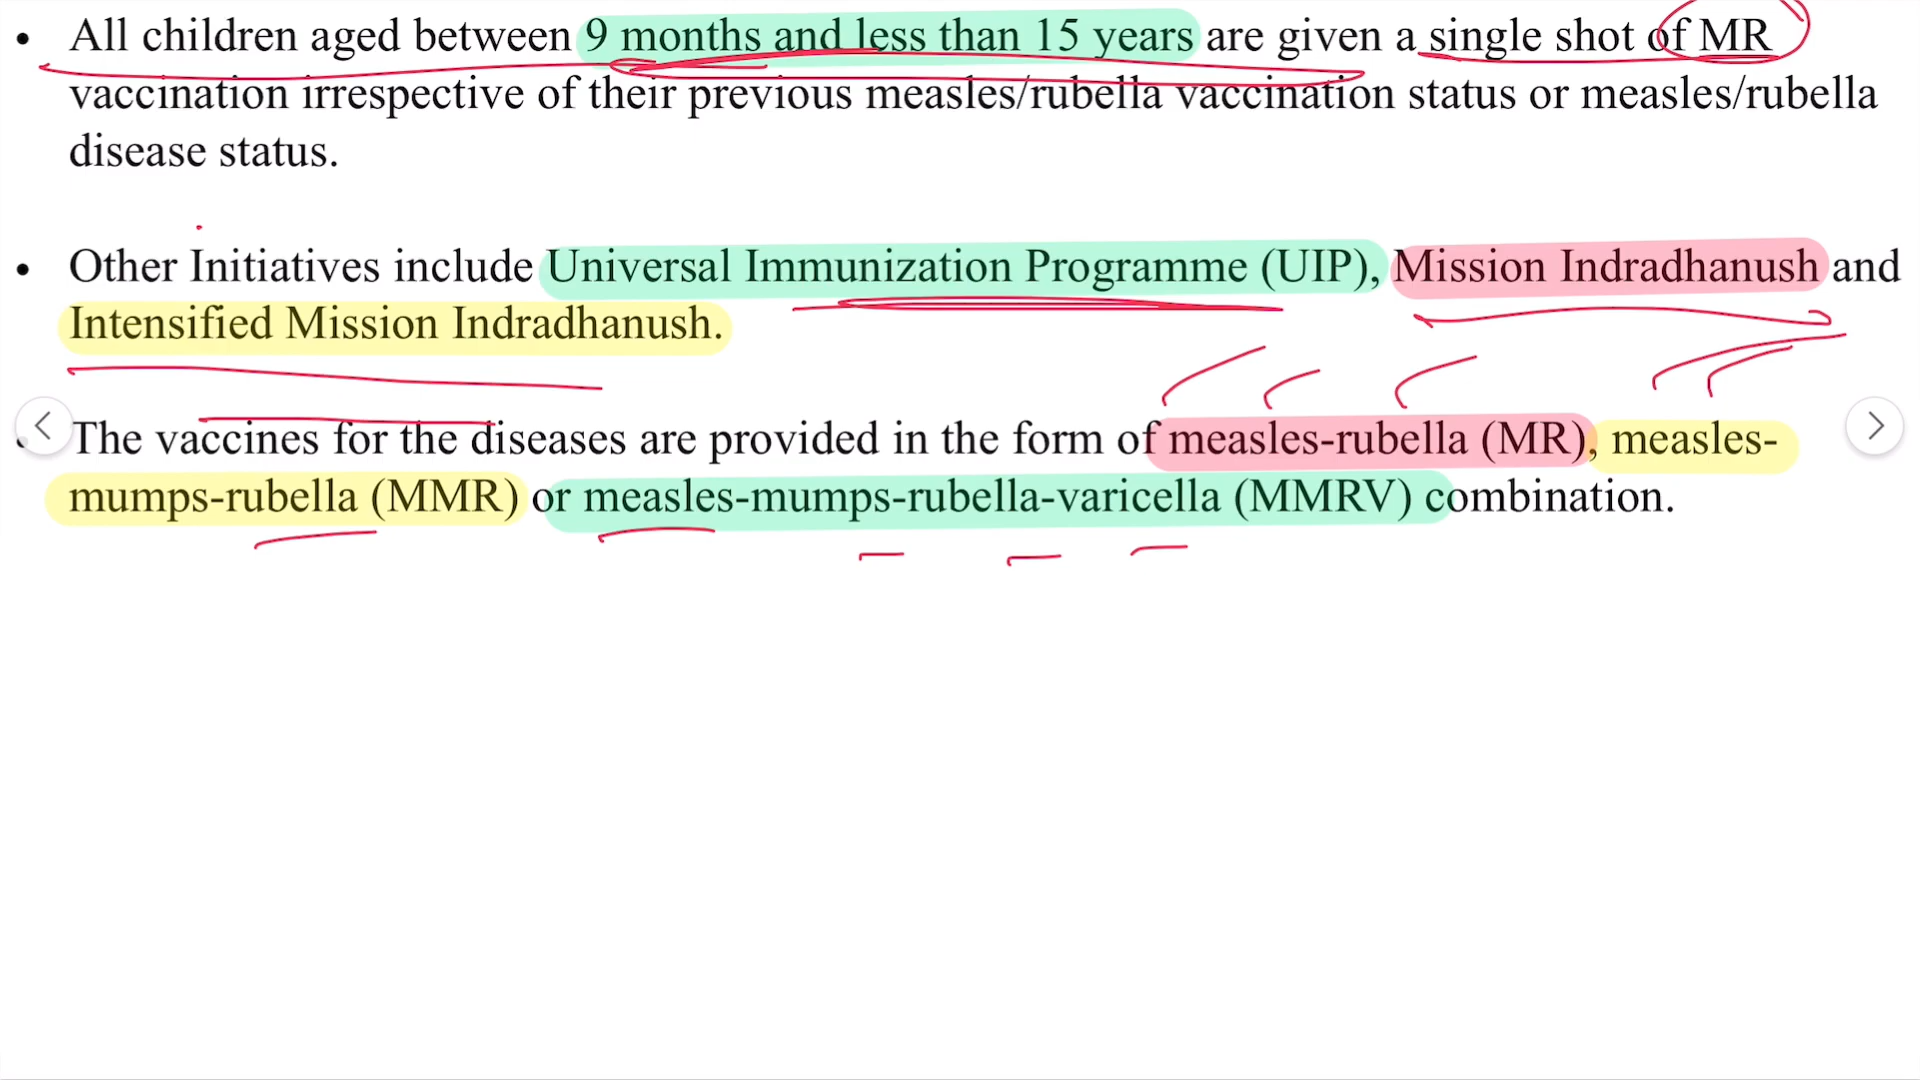 • All children aged between 9 months and less than 15 years are given a single shot of MR
vaccination irrespective of their previous measles/rubella vaccination status or measles/rubella
disease status.
• Other Initiatives include Universal Immunization Programme (UIP), Mission Indradhanush and
Intensified Mission Indradhanush.
• The vaccines for the diseases are provided in the form of measles-rubella (MR), measles-
mumps-rubella (MMR) or measles-mumps-rubella-varicella (MMRV) combination.